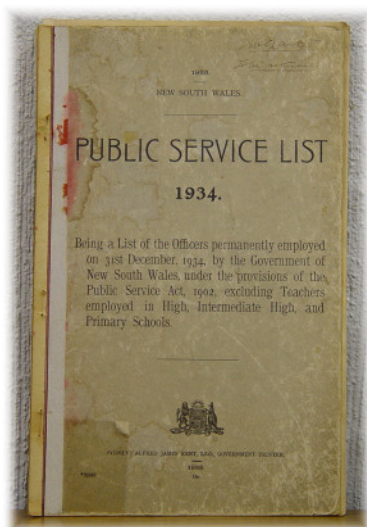 NEW SOUTH WALES.
PUBLIC SERVICE LIST
1934.
Being a List of the Officers permanently employed
on 31st December, 1934, by the Government of
New South Wales, under the provisions of the
Public Service Act, 1902, excluding Teachers
employed in High, Intermediate High, and
Primary Schools.
SYDNEY: ALFRED JAMES KENT, I.S.O., GOVERNMENT PRINTER.